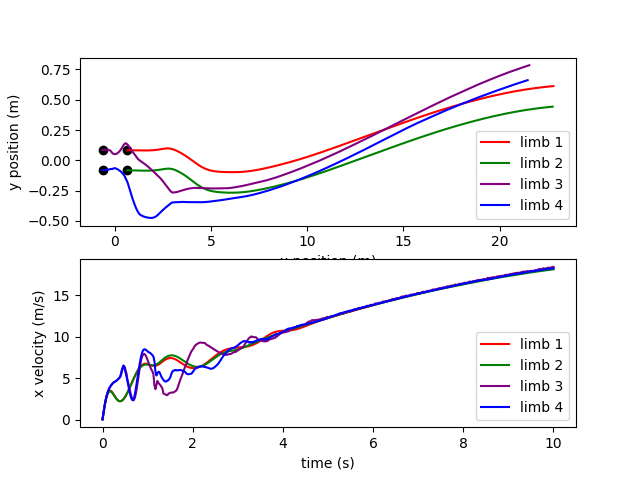 y position (m)
0.75
0.50
0.25
0.00
−0.25
−0.50
limb 1
limb 2
limb 3
limb 4
0 5 10 15 20
x velocity (m/s)
15
10
5
0
limb 1
limb 2
limb 3
limb 4
0 2 4 6 8 10
time (s)